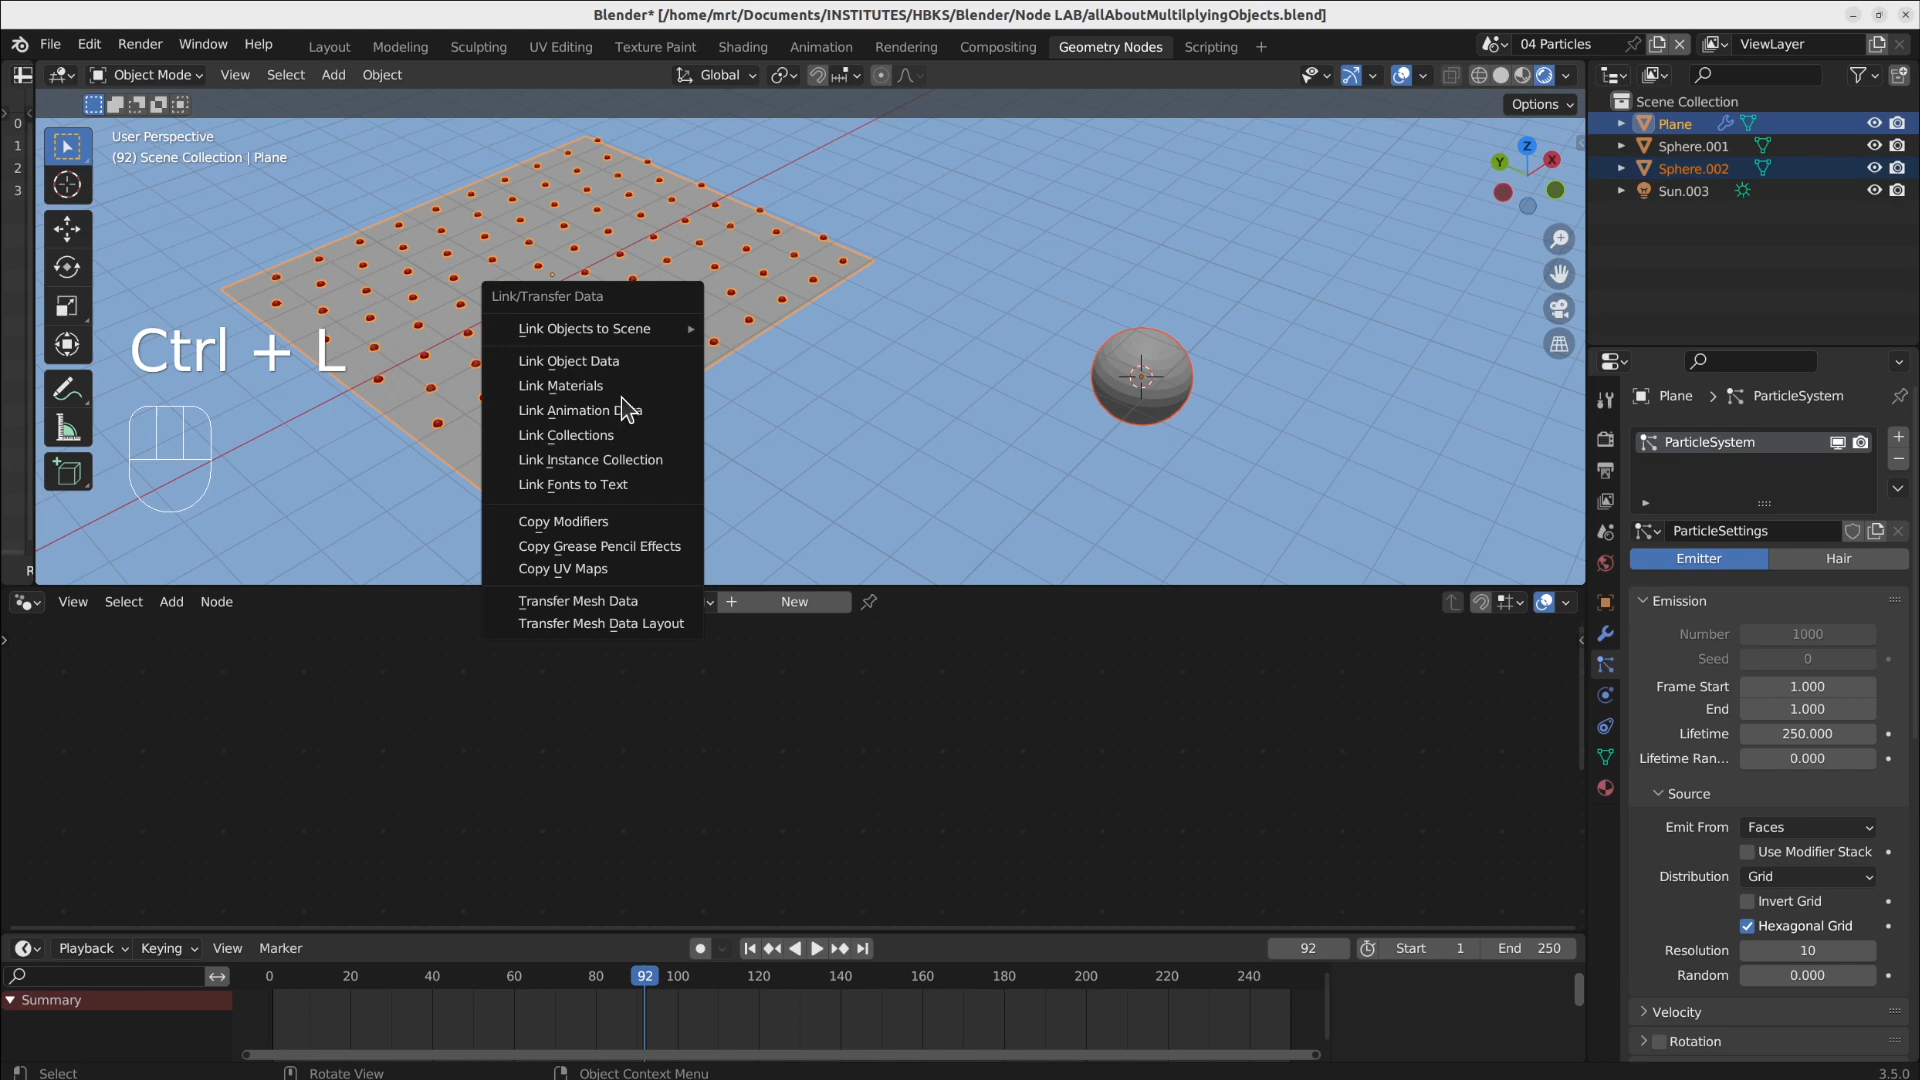 Blender* [/home/mrt/Documents/INSTITUTES/HBKS/Blender/Node LAB/allAboutMultilplyingObjects.blend]
File Edit Render Window Help Layout Modeling Sculpting UV Editing Texture Paint Shading Animation Rendering Compositing Geometry Nodes Scripting + 04 Particles ViewLayer
Object Mode View Select Add Object Global
Options
User Perspective
(92) Scene Collection | Plane
Z
Y
X
0
1
2
3
R
Ctrl + L
Link/Transfer Data
Link Objects to Scene
Link Object Data
Link Materials
Link Animation D
Link Collections
Link Instance Collection
Link Fonts to Text
Copy Modifiers
Copy Grease Pencil Effects
Copy UV Maps
Transfer Mesh Data
Transfer Mesh Data Layout
View Select Add Node
+ New
Scene Collection
Plane
Sphere.001
Sphere.002
Sun.003
Plane > ParticleSystem
ParticleSystem
ParticleSettings
Emitter Hair
Emission
Number 1000
Seed 0
Frame Start 1.000
End 1.000
Lifetime 250.000
Lifetime Ran... 0.000
Source
Emit From Faces
Use Modifier Stack
Distribution Grid
Invert Grid
Hexagonal Grid
Resolution 10
Random 0.000
Velocity
Rotation
Playback Keying View Marker 92 Start 1 End 250
0 20 40 60 80 92 100 120 140 160 180 200 220 240
Summary
Select Rotate View Object Context Menu 3.5.0